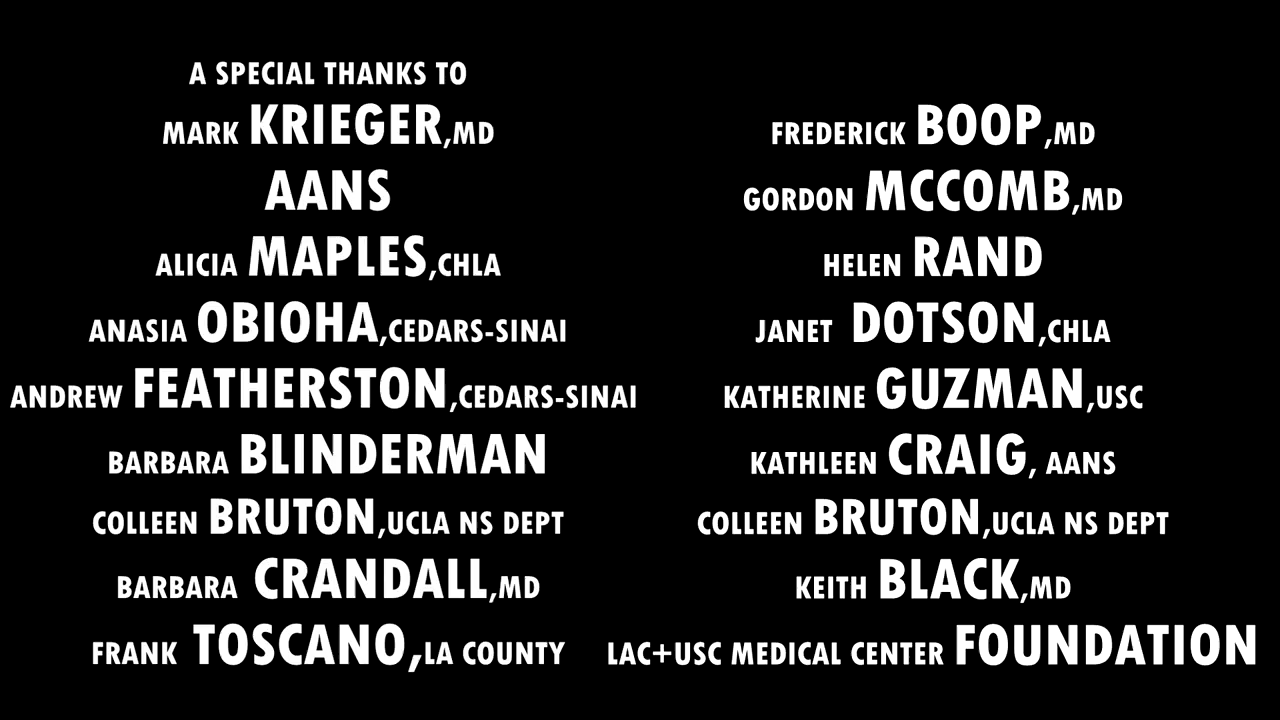 A SPECIAL THANKS TO
MARK KRIEGER,MD
AANS
ALICIA MAPLES,CHLA
ANASIA OBIOHA,CEDARS-SINAI
ANDREW FEATHERSTON,CEDARS-SINAI
BARBARA BLINDERMAN
COLLEEN BRUTON,UCLA NS DEPT
BARBARA CRANDALL,MD
FRANK TOSCANO,LA COUNTY
FREDERICK BOOP,MD
GORDON MCCOMB,MD
HELEN RAND
JANET DOTSON,CHLA
KATHERINE GUZMAN,USC
KATHLEEN CRAIG, AANS
COLLEEN BRUTON,UCLA NS DEPT
KEITH BLACK,MD
LAC+USC MEDICAL CENTER FOUNDATION